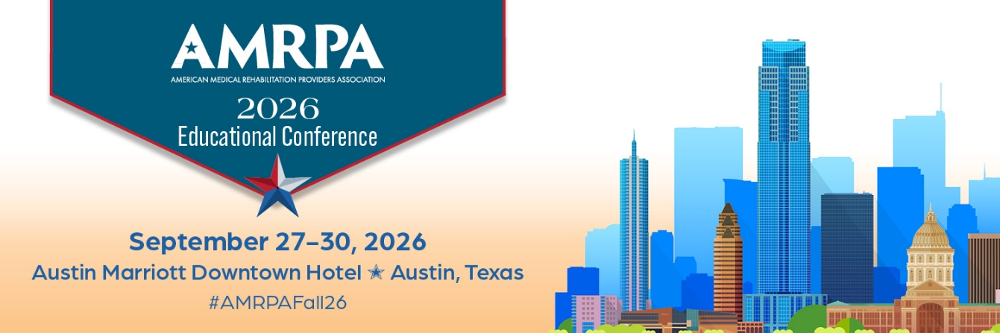 AMRPA
AMERICAN MEDICAL REHABILITATION PROVIDERS ASSOCIATION
2026
Educational Conference
September 27–30, 2026
Austin Marriott Downtown Hotel ★ Austin, Texas
#AMRPAFall26